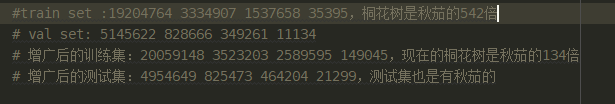 #train set :19204764 3334907 1537658 35395，桐花树是秋茄的542倍
# val set: 5145622 828666 349261 11134
# 增广后的训练集：20059148 3523203 2589595 149045，现在的桐花树是秋茄的134倍
# 增广后的测试集：4954649 825473 464204 21299，测试集也是有秋茄的